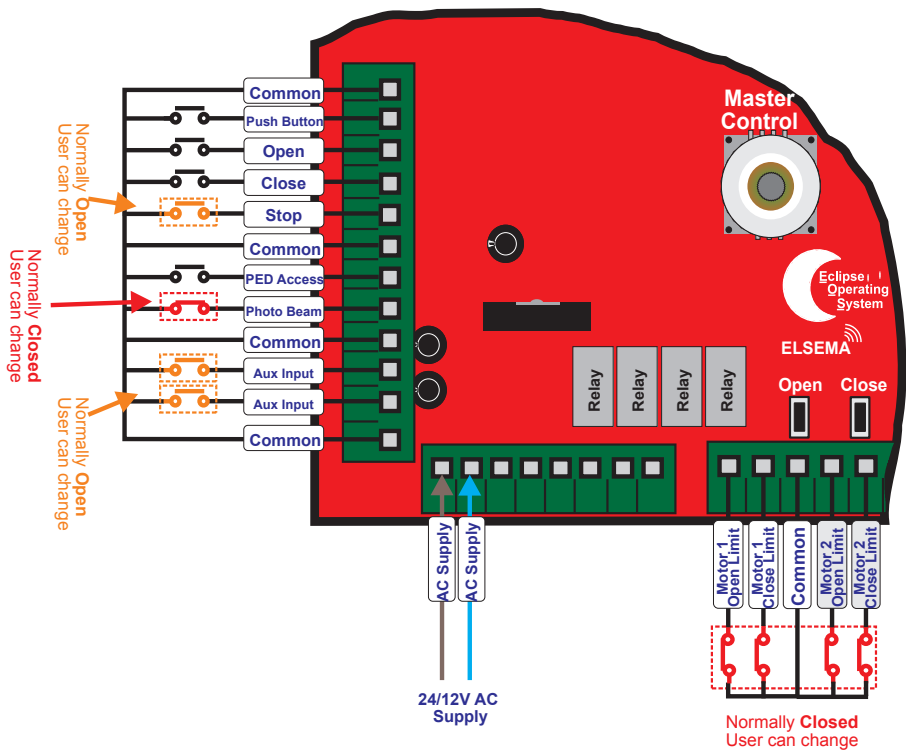 Common
Push Button
Open
Close
Stop
Common
PED Access
Photo Beam
Common
Aux Input
Aux Input
Common
Normally Open
User can change
Normally Closed
User can change
Normally Open
User can change
Master
Control
Eclipse
Operating
System
ELSEMA
Relay
Relay
Relay
Relay
Open
Close
AC Supply
AC Supply
24/12V AC
Supply
Motor 1
Open Limit
Motor 1
Close Limit
Common
Motor 2
Open Limit
Motor 2
Close Limit
Normally Closed
User can change